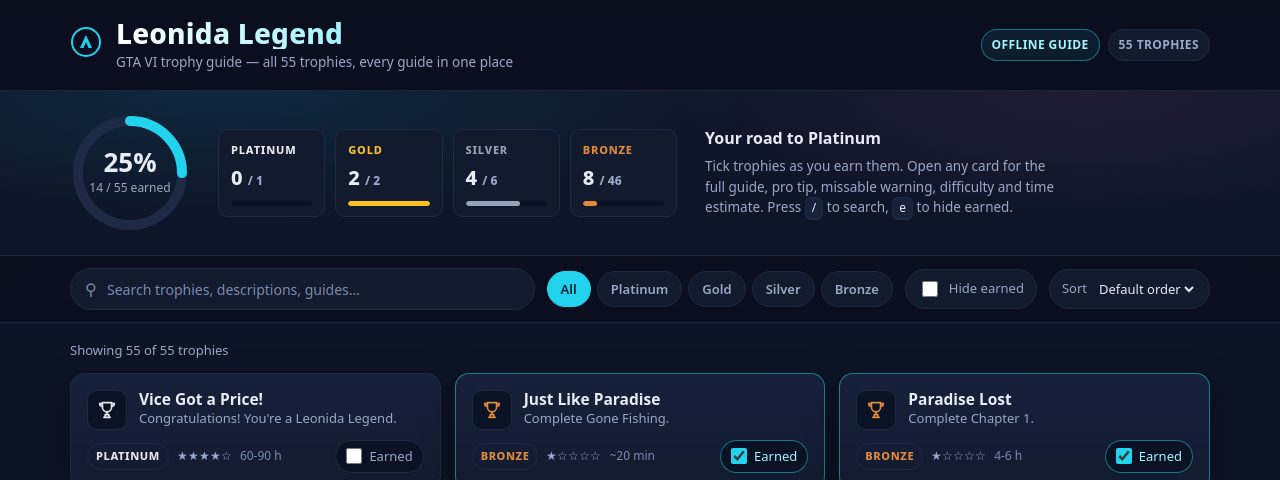 Leonida Legend
GTA VI trophy guide — all 55 trophies, every guide in one place
OFFLINE GUIDE
55 TROPHIES
25%
14 / 55 earned
PLATINUM
0 / 1
GOLD
2 / 2
SILVER
4 / 6
BRONZE
8 / 46
Your road to Platinum
Tick trophies as you earn them. Open any card for the
full guide, pro tip, missable warning, difficulty and time
estimate. Press / to search, e to hide earned.
Search trophies, descriptions, guides...
All
Platinum
Gold
Silver
Bronze
Hide earned
Sort Default order
Showing 55 of 55 trophies
Vice Got a Price!
Congratulations! You're a Leonida Legend.
PLATINUM ★★★★☆ 60-90 h Earned
Just Like Paradise
Complete Gone Fishing.
BRONZE ★☆☆☆☆ ~20 min Earned
Paradise Lost
Complete Chapter 1.
BRONZE ★☆☆☆☆ 4-6 h Earned